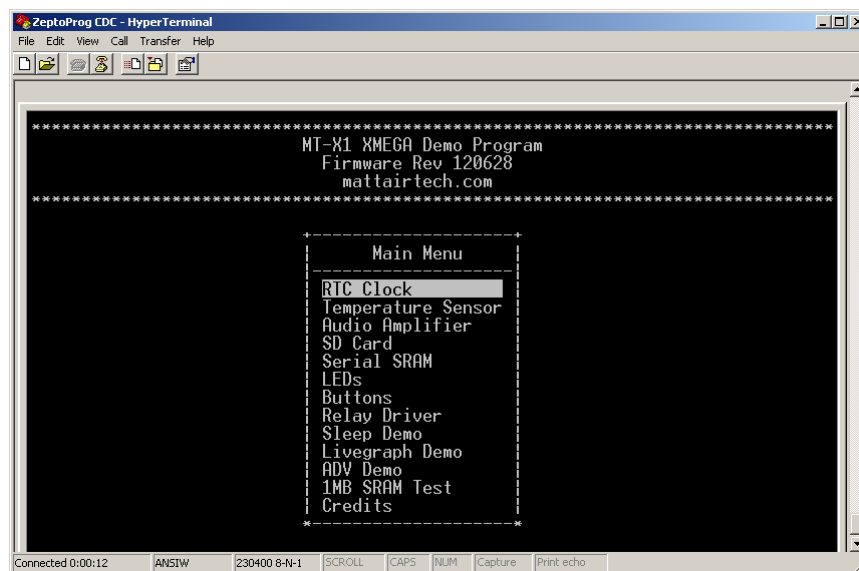 ZeptoProg CDC - HyperTerminal
File Edit View Call Transfer Help
********************************************************************************
MT-X1 XMEGA Demo Program
Firmware Rev 120628
mattairtech.com
********************************************************************************
+--------------------+
| Main Menu |
|--------------------|
| RTC Clock |
| Temperature Sensor |
| Audio Amplifier |
| SD Card |
| Serial SRAM |
| LEDs |
| Buttons |
| Relay Driver |
| Sleep Demo |
| Livegraph Demo |
| ADV Demo |
| 1MB SRAM Test |
| Credits |
*--------------------*
Connected 0:00:12 ANSIW 230400 8-N-1 SCROLL CAPS NUM Capture Print echo